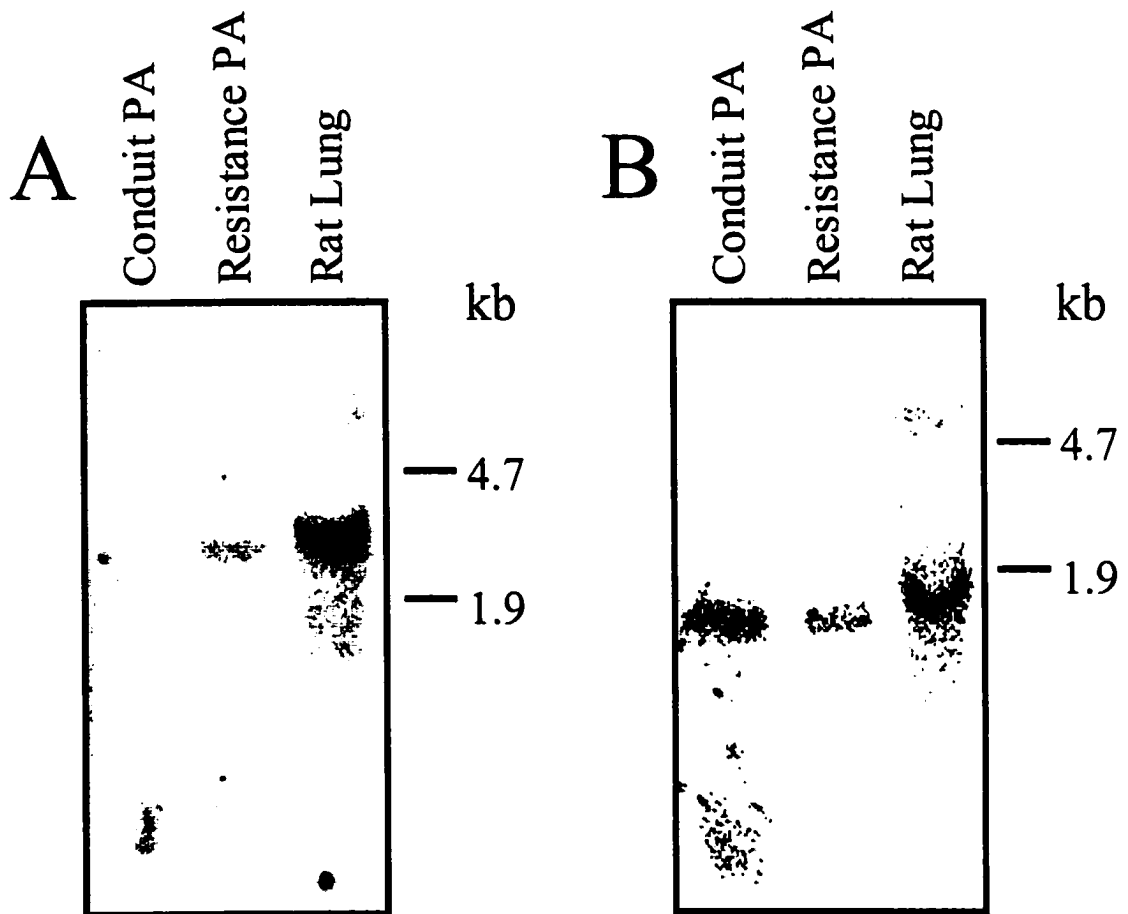 A
Conduit PA
Resistance PA
Rat Lung
kb
4.7
1.9
B
Conduit PA
Resistance PA
Rat Lung
kb
4.7
1.9